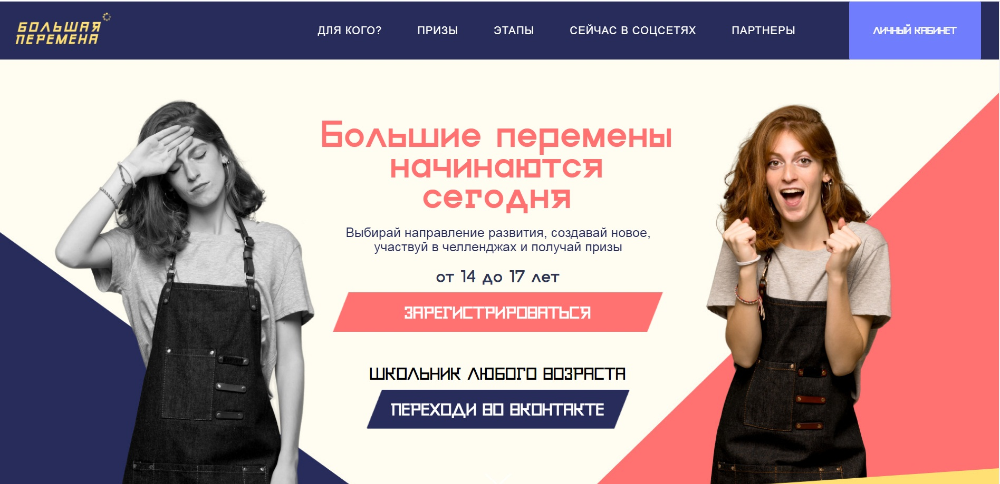 БОЛЬШАЯ
ПЕРЕМЕНА
ДЛЯ КОГО? ПРИЗЫ ЭТАПЫ СЕЙЧАС В СОЦСЕТЯХ ПАРТНЕРЫ ЛИЧНЫЙ КАБИНЕТ
Большие перемены
начинаются
сегодня
Выбирай направление развития, создавай новое,
участвуй в челленджах и получай призы
от 14 до 17 лет
ЗАРЕГИСТРИРОВАТЬСЯ
ШКОЛЬНИК ЛЮБОГО ВОЗРАСТА
ПЕРЕХОДИ ВО ВКОНТАКТЕ